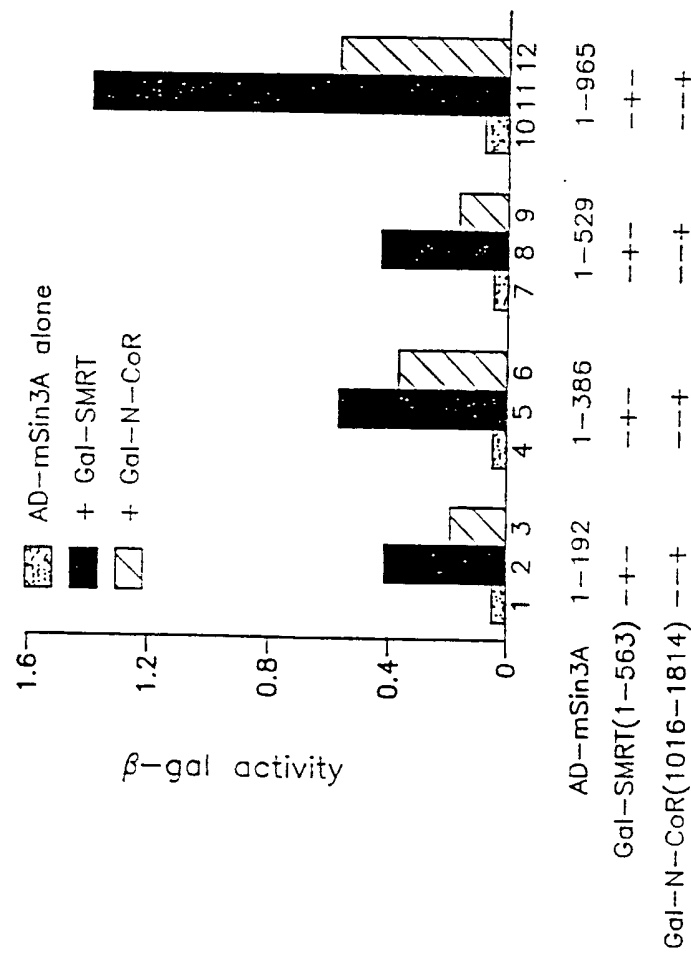 AD-mSin3A alone
+ Gal-SMRT
+ Gal-N-CoR
β-gal activity
1.6
1.2
0.8
0.4
0
1 2 3 4 5 6 7 8 9 10 11 12
AD-mSin3A 1-192 1-386 1-529 1-965
Gal-SMRT(1-563) -+- -+- -+- -+-
Gal-N-CoR(1016-1814) --+ --+ --+ --+